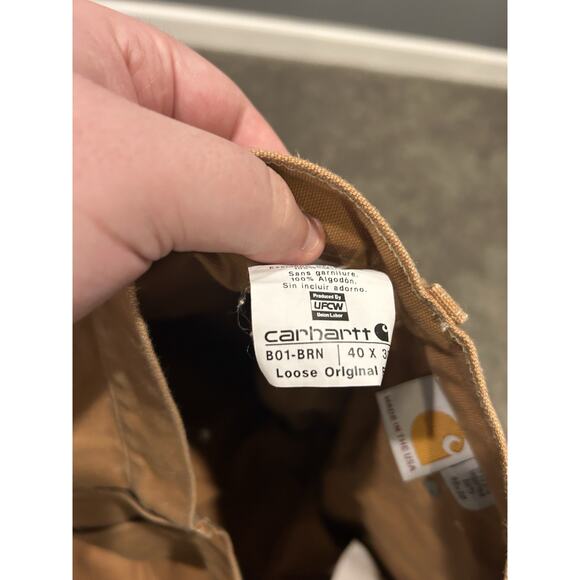 Sans garniture.
100% Algodón.
Sin incluir adorno.
Produced By
UFCW
Union Labor
carhartt
B01-BRN 40 X 3
Loose Original
MADE IN THE USA